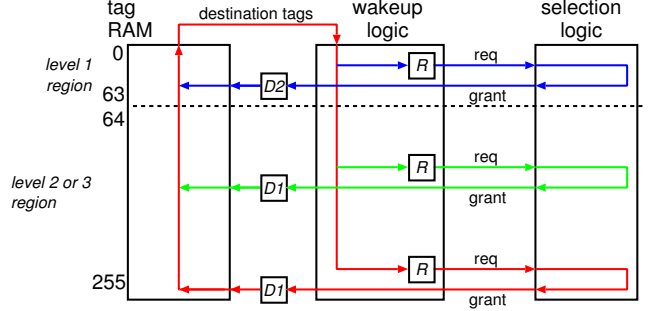 tag
RAM
destination tags
wakeup
logic
selection
logic
0
level 1
region
R
req
D2
grant
63
64
level 2 or 3
region
R
req
D1
grant
R
req
255
D1
grant